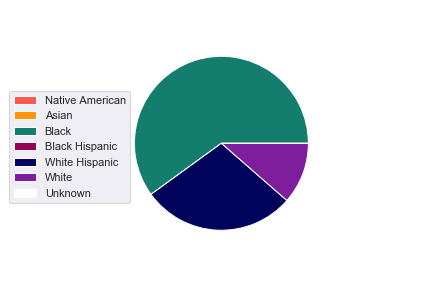 Native American
Asian
Black
Black Hispanic
White Hispanic
White
Unknown